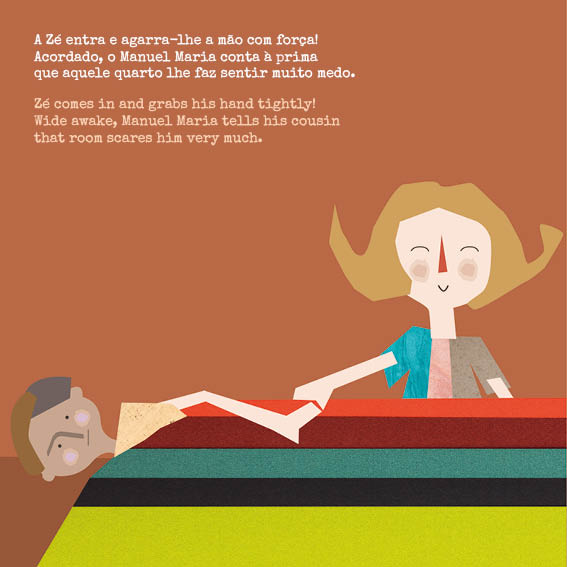 A Zé entra e agarra-lhe a mão com força!
Acordado, o Manuel Maria conta à prima
que aquele quarto lhe faz sentir muito medo.
Zé comes in and grabs his hand tightly!
Wide awake, Manuel Maria tells his cousin
that room scares him very much.